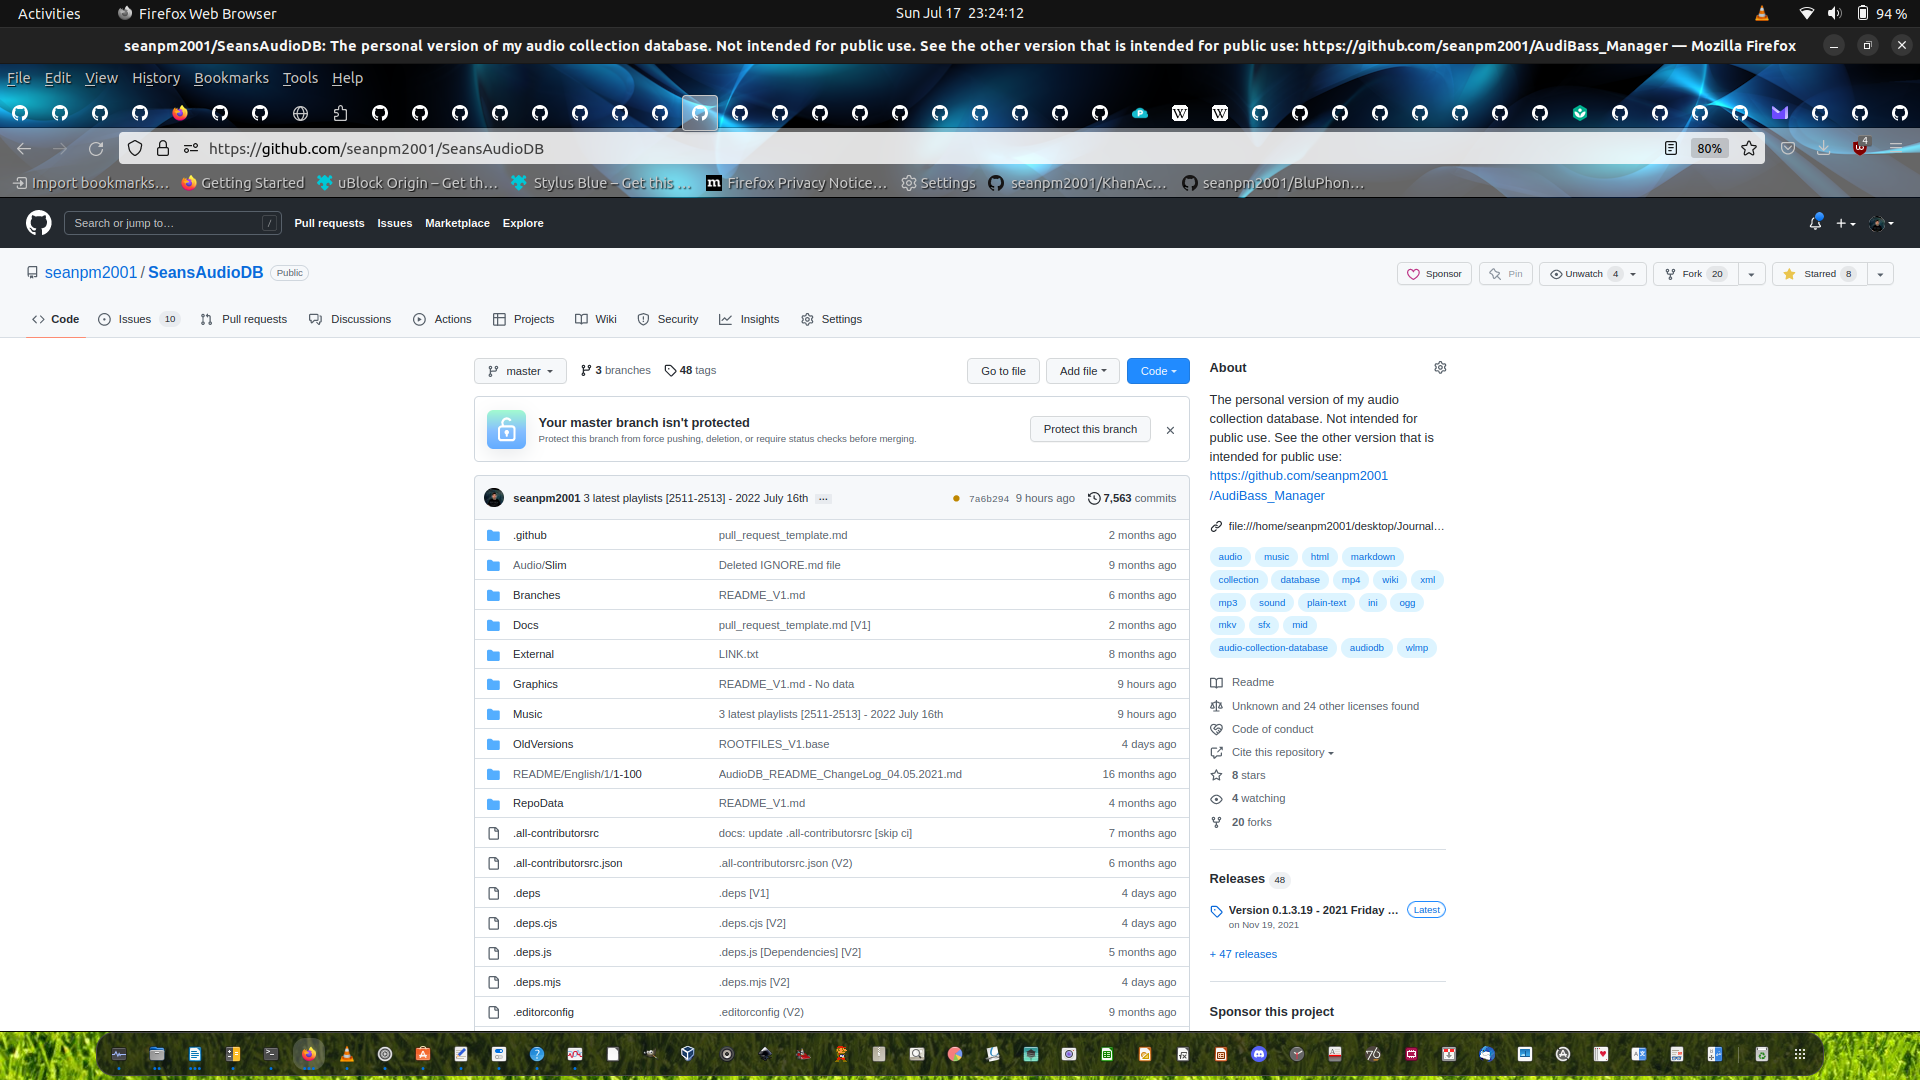 Activities
Firefox Web Browser
Sun Jul 17 23:24:12
94 %
seanpm2001/SeansAudioDB: The personal version of my audio collection database. Not intended for public use. See the other version that is intended for public use: https://github.com/seanpm2001/AudiBass_Manager — Mozilla Firefox
File Edit View History Bookmarks Tools Help
https://github.com/seanpm2001/SeansAudioDB
80%
4
Import bookmarks… Getting Started uBlock Origin – Get th… Stylus Blue – Get this … Firefox Privacy Notice… Settings seanpm2001/KhanAc… seanpm2001/BluPhon…
Search or jump to… /
Pull requests Issues Marketplace Explore
seanpm2001 / SeansAudioDB Public
Sponsor Pin Unwatch 4 Fork 20 Starred 8
Code Issues 10 Pull requests Discussions Actions Projects Wiki Security Insights Settings
master 3 branches 48 tags
Go to file Add file Code
Your master branch isn't protected
Protect this branch from force pushing, deletion, or require status checks before merging.
Protect this branch
seanpm2001 3 latest playlists [2511-2513] - 2022 July 16th … 7a6b294 9 hours ago 7,563 commits
.github pull_request_template.md 2 months ago
Audio/Slim Deleted IGNORE.md file 9 months ago
Branches README_V1.md 6 months ago
Docs pull_request_template.md [V1] 2 months ago
External LINK.txt 8 months ago
Graphics README_V1.md - No data 9 hours ago
Music 3 latest playlists [2511-2513] - 2022 July 16th 9 hours ago
OldVersions ROOTFILES_V1.base 4 days ago
README/English/1/1-100 AudioDB_README_ChangeLog_04.05.2021.md 16 months ago
RepoData README_V1.md 4 months ago
.all-contributorsrc docs: update .all-contributorsrc [skip ci] 7 months ago
.all-contributorsrc.json .all-contributorsrc.json (V2) 6 months ago
.deps .deps [V1] 4 days ago
.deps.cjs .deps.cjs [V2] 4 days ago
.deps.js .deps.js [Dependencies] [V2] 5 months ago
.deps.mjs .deps.mjs [V2] 4 days ago
.editorconfig .editorconfig (V2) 9 months ago
About
The personal version of my audio
collection database. Not intended for
public use. See the other version that is
intended for public use:
https://github.com/seanpm2001
/AudiBass_Manager
file:///home/seanpm2001/desktop/Journal…
audio music html markdown
collection database mp4 wiki xml
mp3 sound plain-text ini ogg
mkv sfx mid
audio-collection-database audiodb wlmp
Readme
Unknown and 24 other licenses found
Code of conduct
Cite this repository
8 stars
4 watching
20 forks
Releases 48
Version 0.1.3.19 - 2021 Friday … Latest
on Nov 19, 2021
+ 47 releases
Sponsor this project